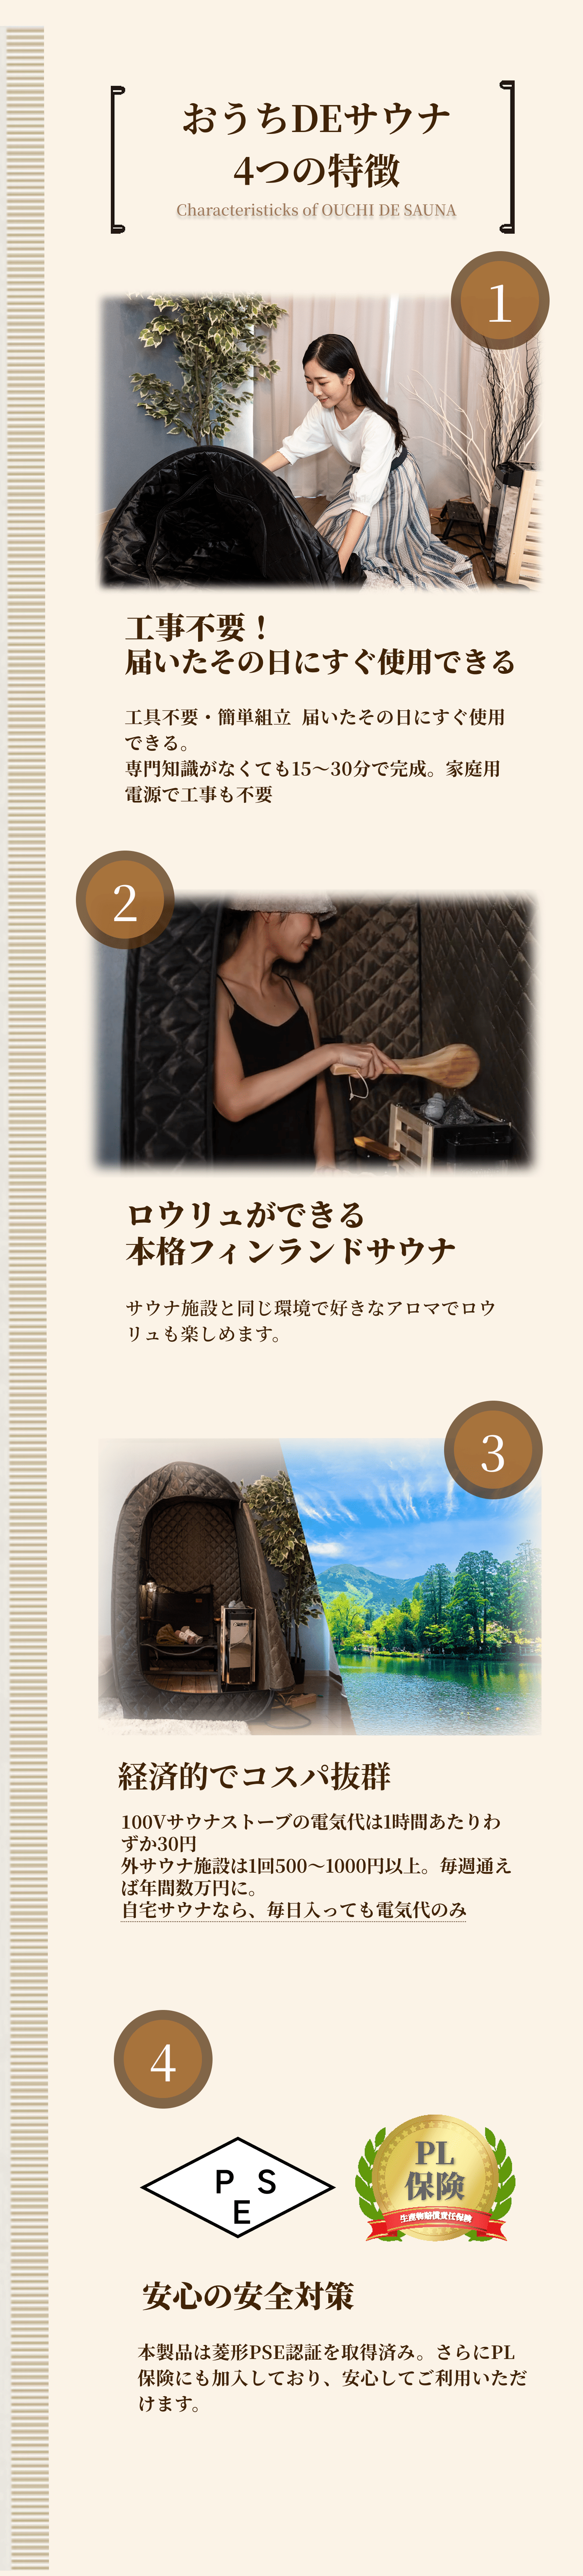 おうちDEサウナ
4つの特徴
Characteristicks of OUCHI DE SAUNA
1
工事不要！
届いたその日にすぐ使用できる
工具不要・簡単組立 届いたその日にすぐ使用
できる。
専門知識がなくても15〜30分で完成。家庭用
電源で工事も不要
2
ロウリュができる
本格フィンランドサウナ
サウナ施設と同じ環境で好きなアロマでロウ
リュも楽しめます。
3
経済的でコスパ抜群
100Vサウナストーブの電気代は1時間あたりわ
ずか30円
外サウナ施設は1回500〜1000円以上。毎週通え
ば年間数万円に。
自宅サウナなら、毎日入っても電気代のみ
4
P S
E
PL
保険
生産物賠償責任保険
安心の安全対策
本製品は菱形PSE認証を取得済み。さらにPL
保険にも加入しており、安心してご利用いただ
けます。